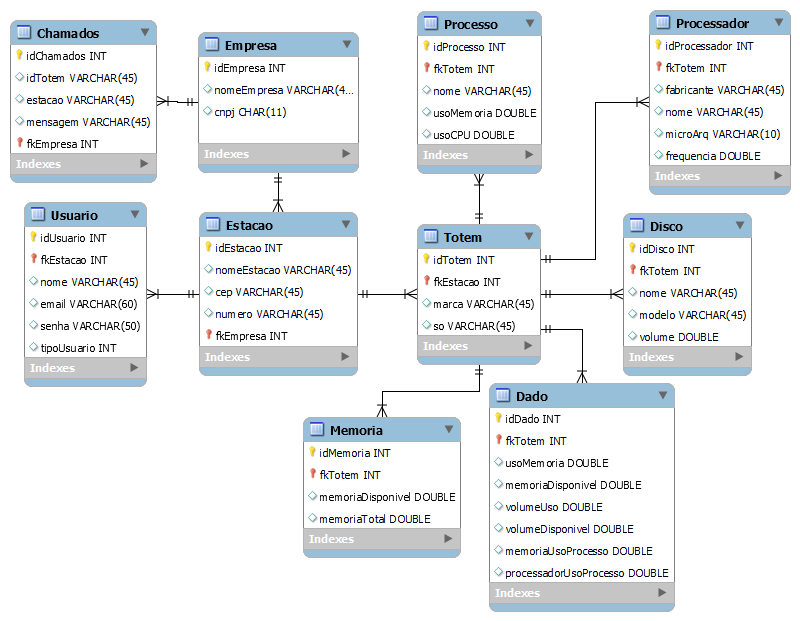 Chamados
idChamados INT
idTotem VARCHAR(45)
estacao VARCHAR(45)
mensagem VARCHAR(45)
fkEmpresa INT
Indexes
Empresa
idEmpresa INT
nomeEmpresa VARCHAR(4...
cnpj CHAR(11)
Indexes
Processo
idProcesso INT
fkTotem INT
nome VARCHAR(45)
usoMemoria DOUBLE
usoCPU DOUBLE
Indexes
Processador
idProcessador INT
fkTotem INT
fabricante VARCHAR(45)
nome VARCHAR(45)
microArq VARCHAR(10)
frequencia DOUBLE
Indexes
Usuario
idUsuario INT
fkEstacao INT
nome VARCHAR(45)
email VARCHAR(60)
senha VARCHAR(50)
tipoUsuario INT
Indexes
Estacao
idEstacao INT
nomeEstacao VARCHAR(45)
cep VARCHAR(45)
numero VARCHAR(45)
fkEmpresa INT
Indexes
Totem
idTotem INT
fkEstacao INT
marca VARCHAR(45)
so VARCHAR(45)
Indexes
Disco
idDisco INT
fkTotem INT
nome VARCHAR(45)
modelo VARCHAR(45)
volume DOUBLE
Indexes
Memoria
idMemoria INT
fkTotem INT
memoriaDisponivel DOUBLE
memoriaTotal DOUBLE
Indexes
Dado
idDado INT
fkTotem INT
usoMemoria DOUBLE
memoriaDisponivel DOUBLE
volumeUso DOUBLE
volumeDisponivel DOUBLE
memoriaUsoProcesso DOUBLE
processadorUsoProcesso DOUBLE
Indexes